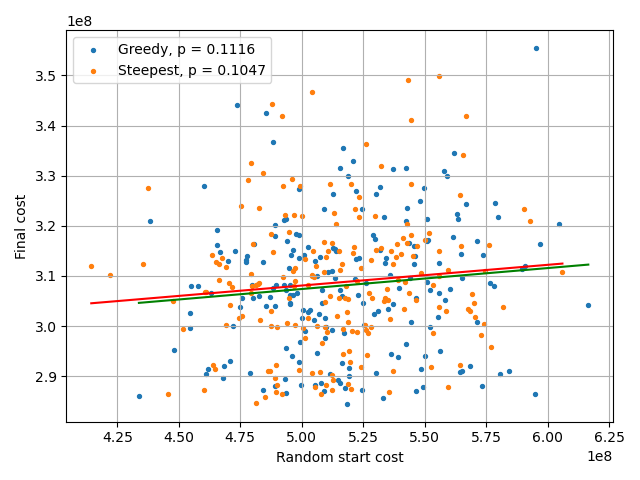 1e8
Greedy, p = 0.1116
Steepest, p = 0.1047
3.5
3.4
3.3
3.2
3.1
3.0
2.9
Final cost
4.25 4.50 4.75 5.00 5.25 5.50 5.75 6.00 6.25
Random start cost
1e8